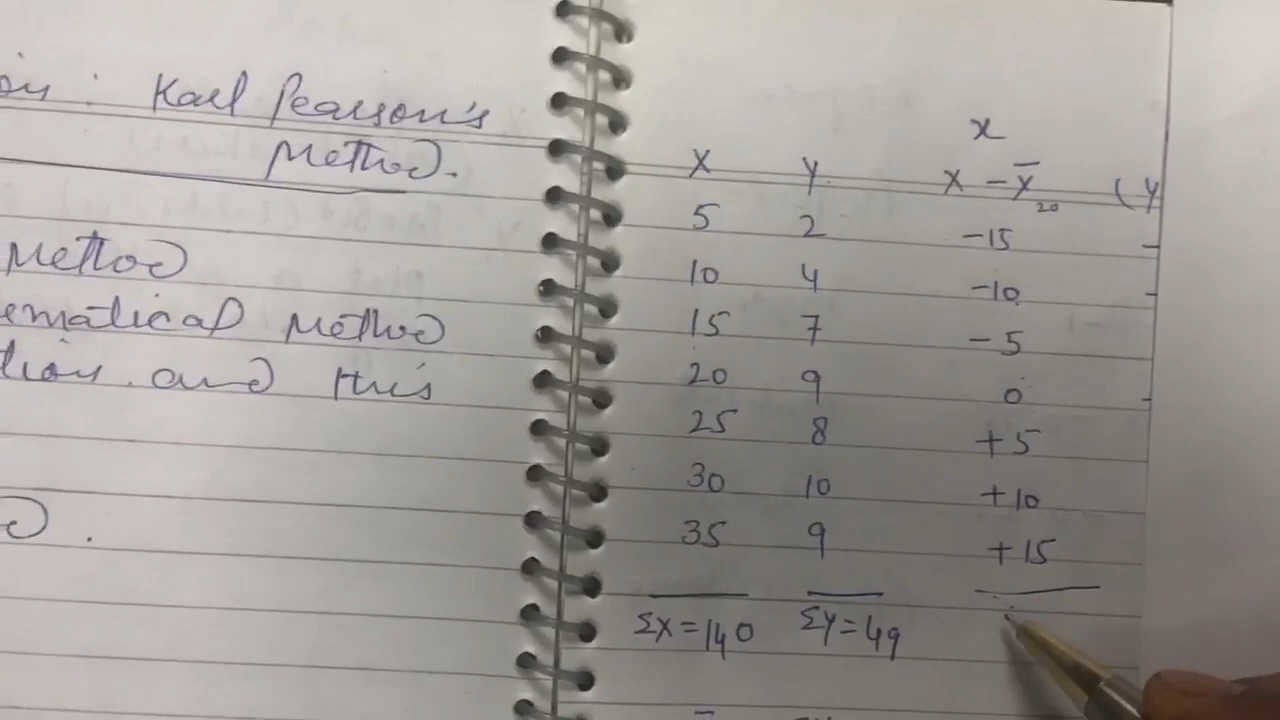 : Karl Pearson's
Method.
Method
ematical Method
and this
x
X Y X - X̄ (Y
20
5 2 -15 -
10 4 -10 -
15 7 -5
20 9 0 -
25 8 +5
30 10 +10
35 9 +15
ΣX=140 ΣY=49